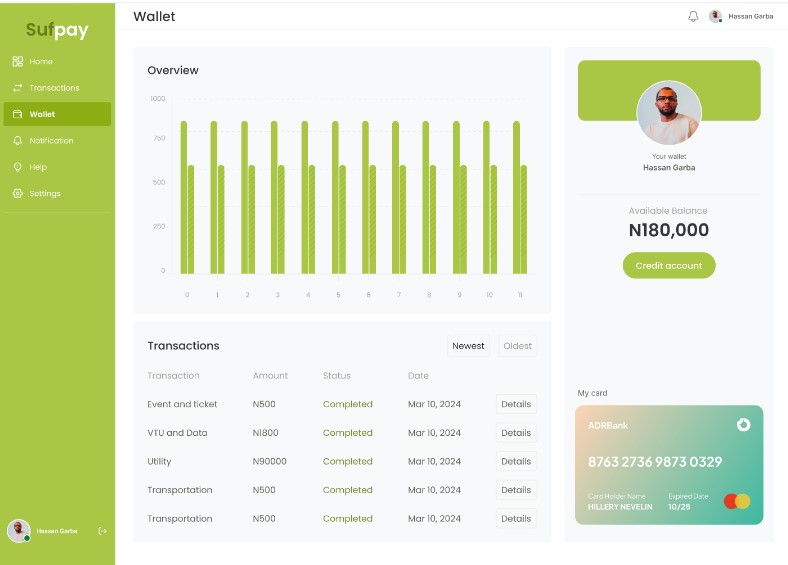 Sufpay
Home
Transactions
Wallet
Notification
Help
Settings
Hassan Garba
Wallet
Hassan Garba
Overview
1000
750
500
250
0
0 1 2 3 4 5 6 7 8 9 10 11
Transactions
Newest Oldest
Transaction Amount Status Date
Event and ticket N500 Completed Mar 10, 2024 Details
VTU and Data N1800 Completed Mar 10, 2024 Details
Utility N90000 Completed Mar 10, 2024 Details
Transportation N500 Completed Mar 10, 2024 Details
Transportation N500 Completed Mar 10, 2024 Details
Your wallet
Hassan Garba
Available Balance
N180,000
Credit account
My card
ADRBank
8763 2736 9873 0329
Card Holder Name Expired Date
HILLERY NEVELIN 10/28